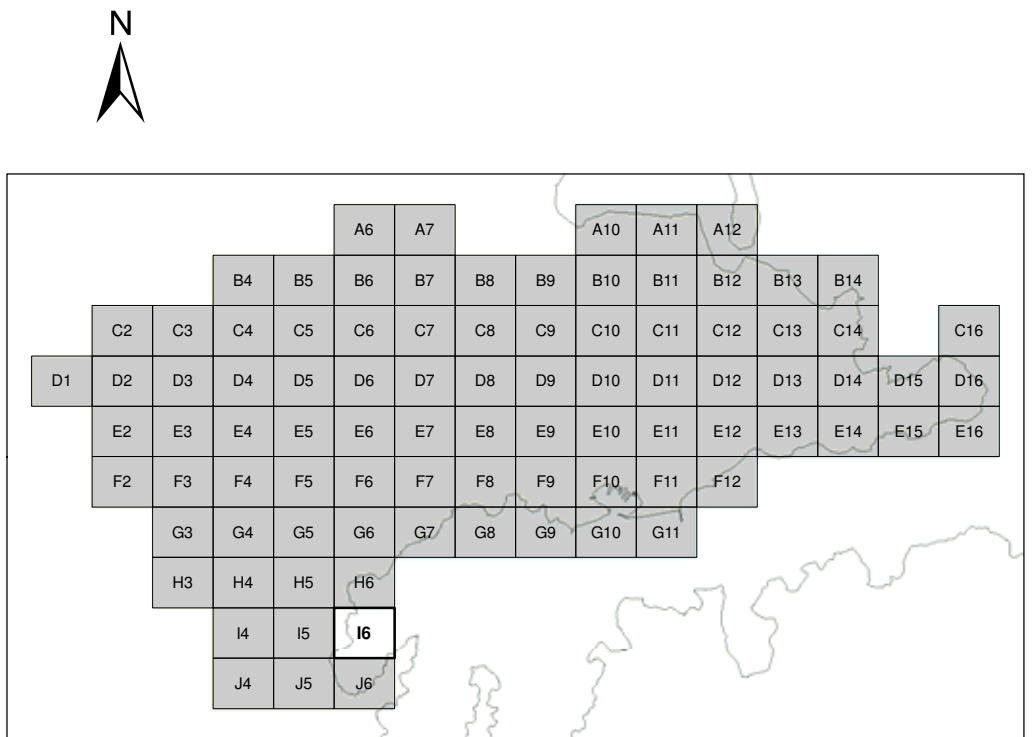 N
A6 A7 A10 A11 A12
B4 B5 B6 B7 B8 B9 B10 B11 B12 B13 B14
C2 C3 C4 C5 C6 C7 C8 C9 C10 C11 C12 C13 C14 C16
D1 D2 D3 D4 D5 D6 D7 D8 D9 D10 D11 D12 D13 D14 D15 D16
E2 E3 E4 E5 E6 E7 E8 E9 E10 E11 E12 E13 E14 E15 E16
F2 F3 F4 F5 F6 F7 F8 F9 F10 F11 F12
G3 G4 G5 G6 G7 G8 G9 G10 G11
H3 H4 H5 H6
I4 I5 I6
J4 J5 J6